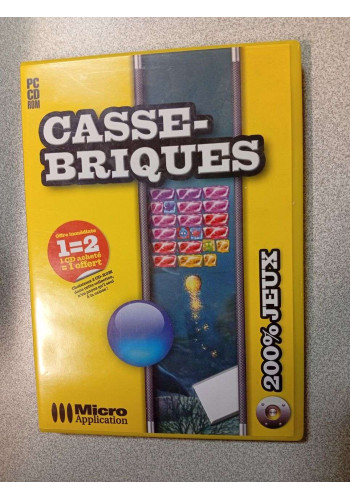 PC
CD
ROM
CASSE-
BRIQUES
Offre immédiate
1=2
1 CD acheté
= 1 offert
200% JEUX
Micro
Application